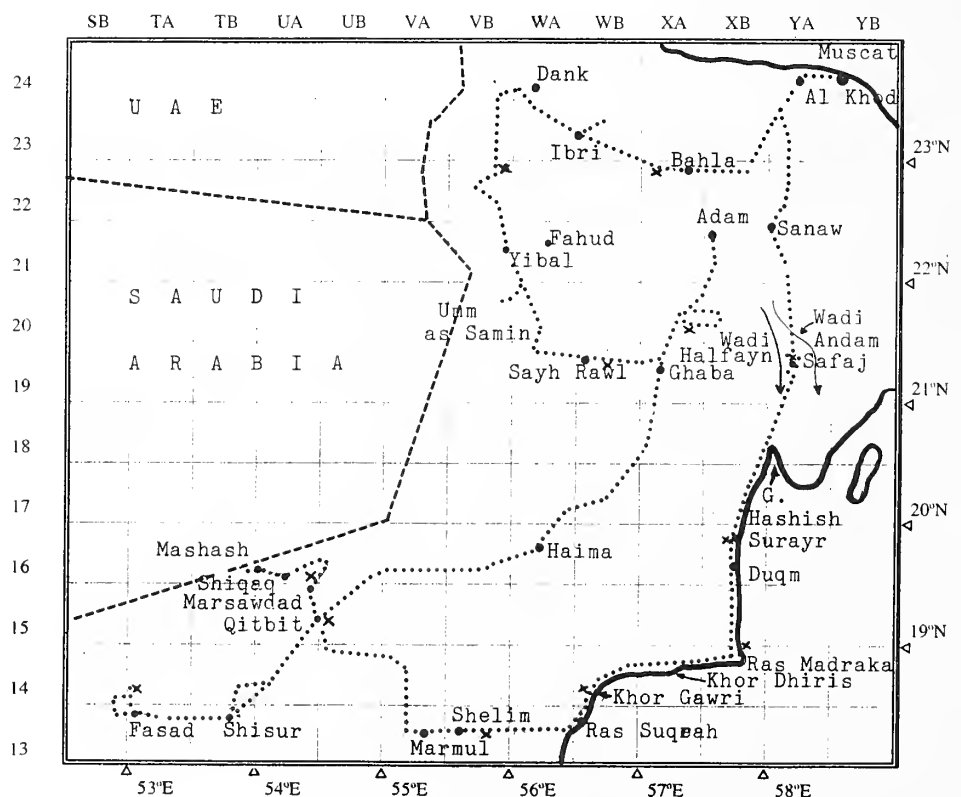 SB TA TB UA UB VA VB WA WB XA XB YA YB
Muscat
24
Dank
Al Khod
U A E
23
Ibri
23°N
Bahla
22
Adam
Sanaw
Fahud
Yibal
21
22°N
S A U D I
Umm
as Samin
Wadi
Andam
20
Wadi
Halfayn
A R A B I A
Safaj
Sayh Rawl
Ghaba
19
21°N
18
G.
Hashish
17
20°N
Surayr
Mashash
Haima
16
Shiqaq
Duqm
Marsawdad
Qitbit
15
19°N
Ras Madraka
Khor Dhiris
14
Khor Gawri
Shelim
Fasad
Shisur
Ras Suqrah
Marmul
13
53°E 54°E 55°E 56°E 57°E 58°E